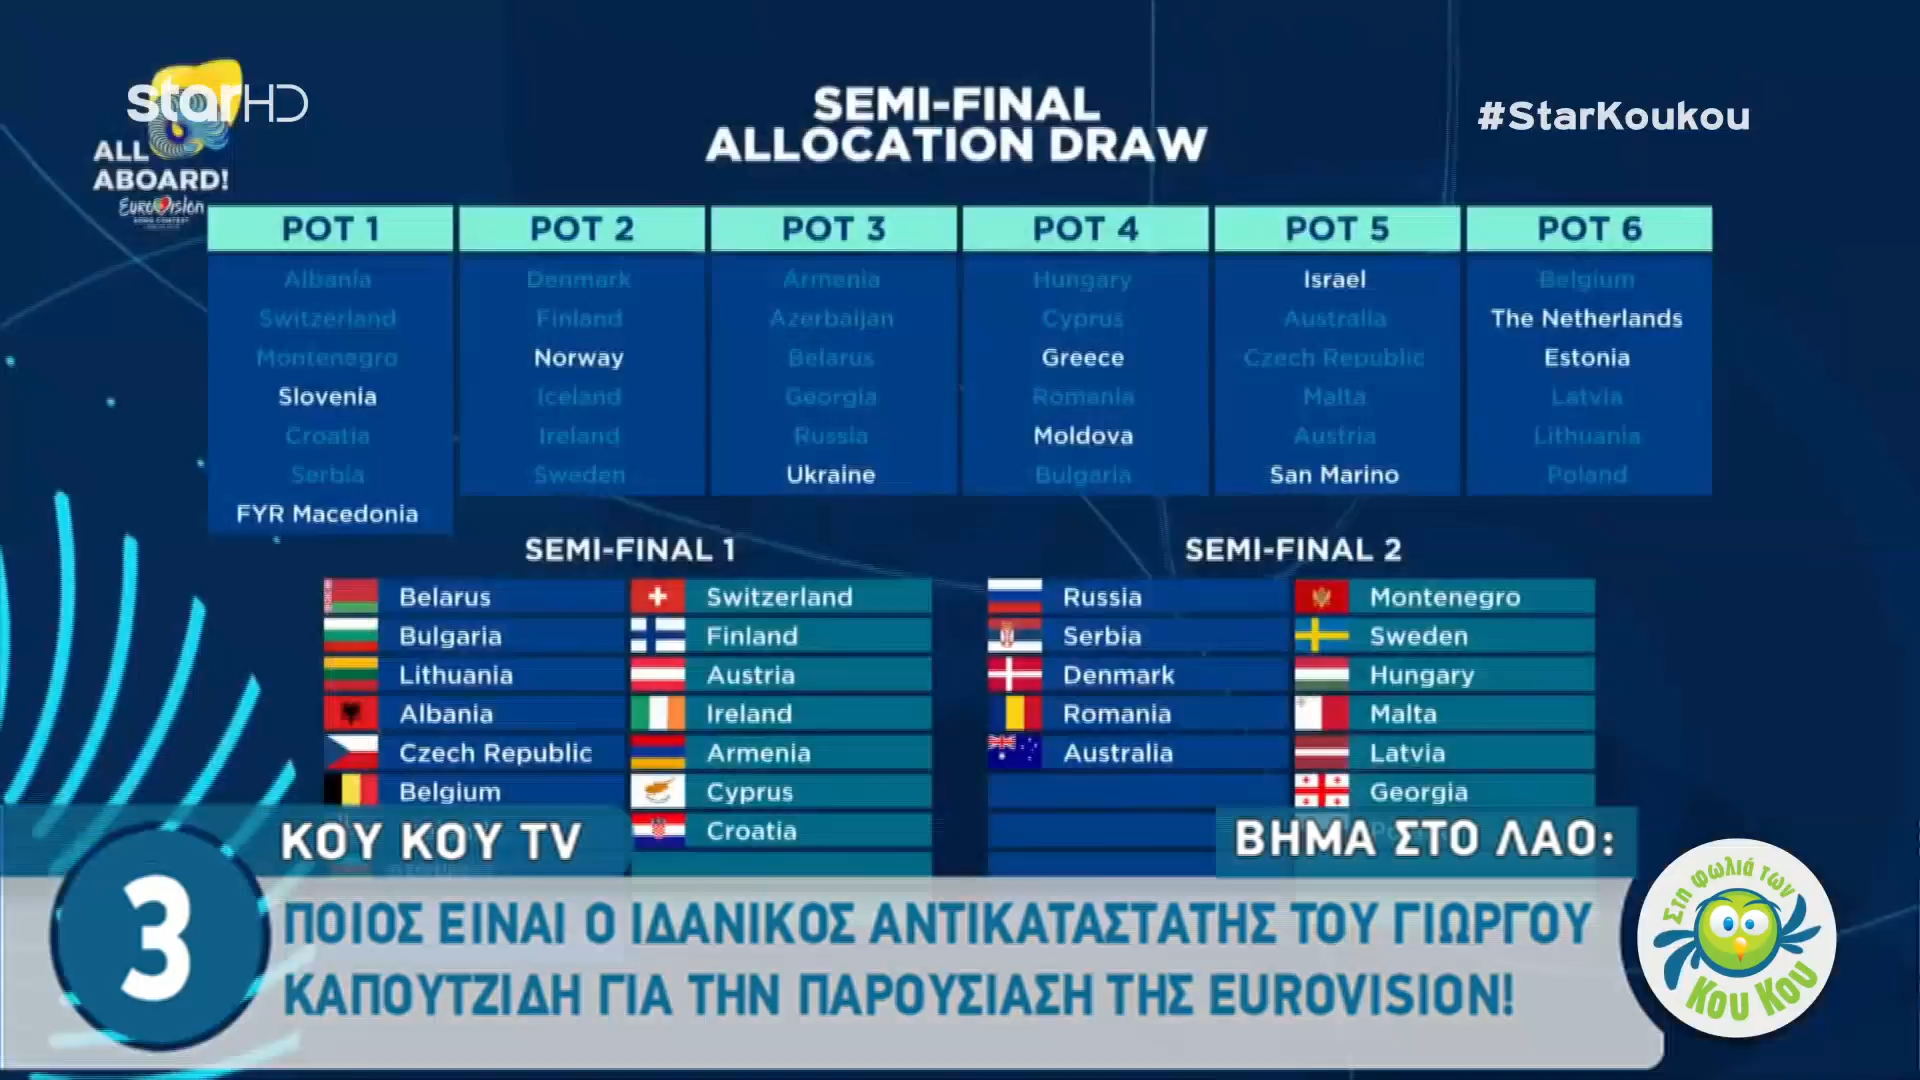 starHD
ALL
ABOARD!
EUROVISION
SEMI-FINAL
ALLOCATION DRAW
#StarKoukou
POT 1
Albania
Switzerland
Montenegro
Slovenia
Croatia
Serbia
FYR Macedonia
POT 2
Denmark
Finland
Norway
Iceland
Ireland
Sweden
POT 3
Armenia
Azerbaijan
Belarus
Georgia
Russia
Ukraine
POT 4
Hungary
Cyprus
Greece
Romania
Moldova
Bulgaria
POT 5
Israel
Australia
Czech Republic
Malta
Austria
San Marino
POT 6
Belgium
The Netherlands
Estonia
Latvia
Lithuania
Poland
SEMI-FINAL 1
Belarus
Bulgaria
Lithuania
Albania
Czech Republic
Belgium
Switzerland
Finland
Austria
Ireland
Armenia
Cyprus
Croatia
SEMI-FINAL 2
Russia
Serbia
Denmark
Romania
Australia
Montenegro
Sweden
Hungary
Malta
Latvia
Georgia
ΚΟΥ ΚΟΥ TV
ΒΗΜΑ ΣΤΟ ΛΑΟ:
3
ΠΟΙΟΣ ΕΙΝΑΙ Ο ΙΔΑΝΙΚΟΣ ΑΝΤΙΚΑΤΑΣΤΑΤΗΣ ΤΟΥ ΓΙΩΡΓΟΥ
ΚΑΠΟΥΤΖΙΔΗ ΓΙΑ ΤΗΝ ΠΑΡΟΥΣΙΑΣΗ ΤΗΣ EUROVISION!
Στη φωλιά των
Κου Κου